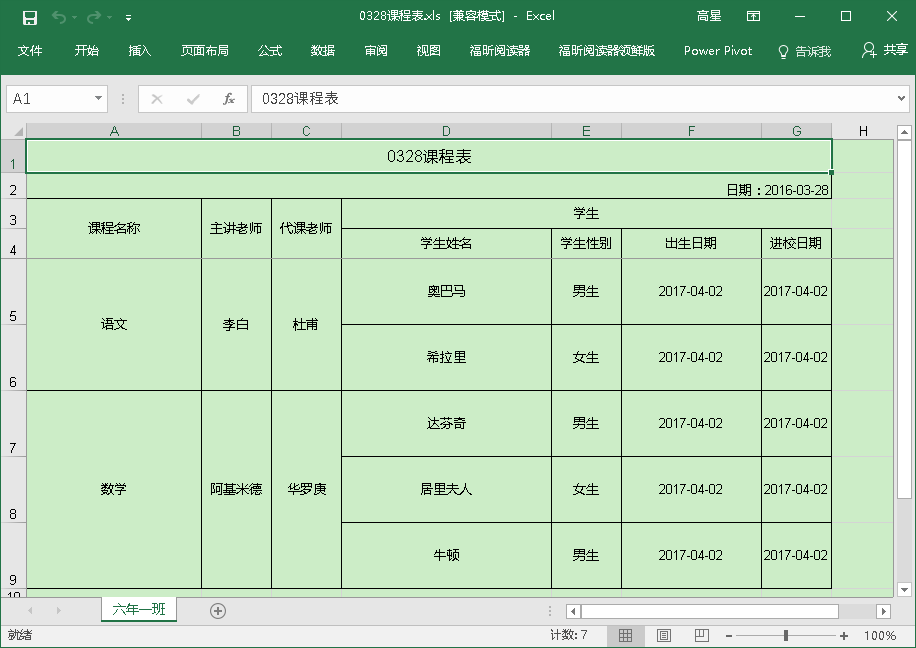 0328课程表.xls [兼容模式] - Excel
高星
文件 开始 插入 页面布局 公式 数据 审阅 视图 福昕阅读器 福昕阅读器领鲜版 Power Pivot 告诉我 共享
A1 fx 0328课程表
A B C D E F G H
1 0328课程表
2 日期：2016-03-28
3 课程名称 主讲老师 代课老师 学生
4 学生姓名 学生性别 出生日期 进校日期
5 语文 李白 杜甫 奥巴马 男生 2017-04-02 2017-04-02
6 希拉里 女生 2017-04-02 2017-04-02
7 达芬奇 男生 2017-04-02 2017-04-02
8 数学 阿基米德 华罗庚 居里夫人 女生 2017-04-02 2017-04-02
9 牛顿 男生 2017-04-02 2017-04-02
10
六年一班
就绪 计数: 7 100%